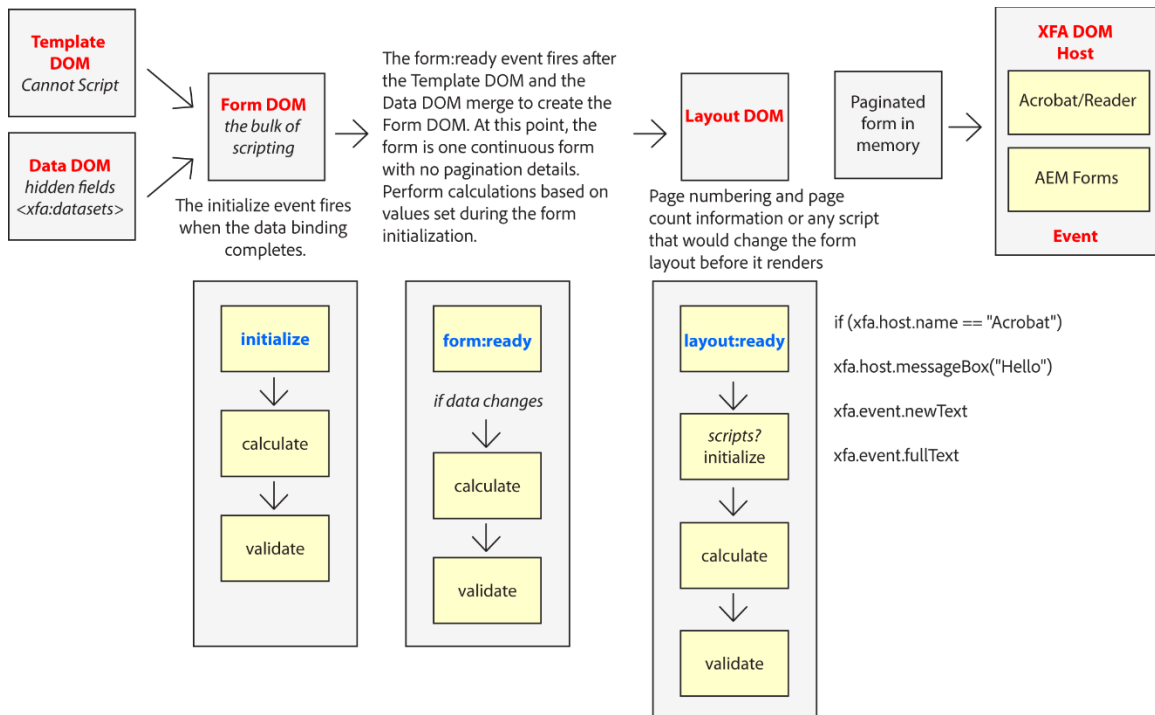 Template
DOM
Cannot Script
Data DOM
hidden fields
<xfa:datasets>
Form DOM
the bulk of
scripting
The initialize event fires
when the data binding
completes.
The form:ready event fires after
the Template DOM and the
Data DOM merge to create the
Form DOM. At this point, the
form is one continuous form
with no pagination details.
Perform calculations based on
values set during the form
initialization.
Layout DOM
Page numbering and page
count information or any script
that would change the form
layout before it renders
Paginated
form in
memory
XFA DOM
Host
Acrobat/Reader
AEM Forms
Event
initialize
calculate
validate
form:ready
if data changes
calculate
validate
layout:ready
scripts?
initialize
calculate
validate
if (xfa.host.name == "Acrobat")
xfa.host.messageBox("Hello")
xfa.event.newText
xfa.event.fullText